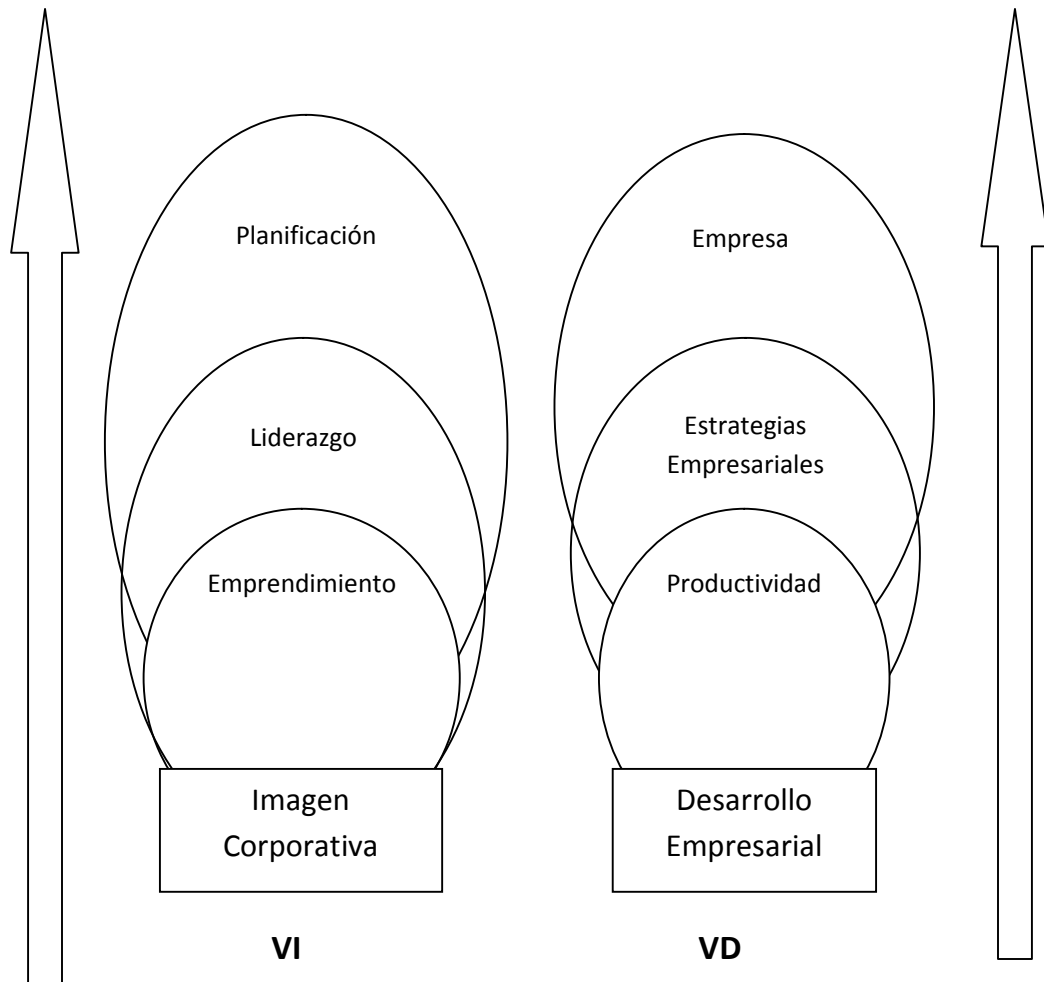 Planificación
Liderazgo
Emprendimiento
Imagen
Corporativa
VI
Empresa
Estrategias
Empresariales
Productividad
Desarrollo
Empresarial
VD